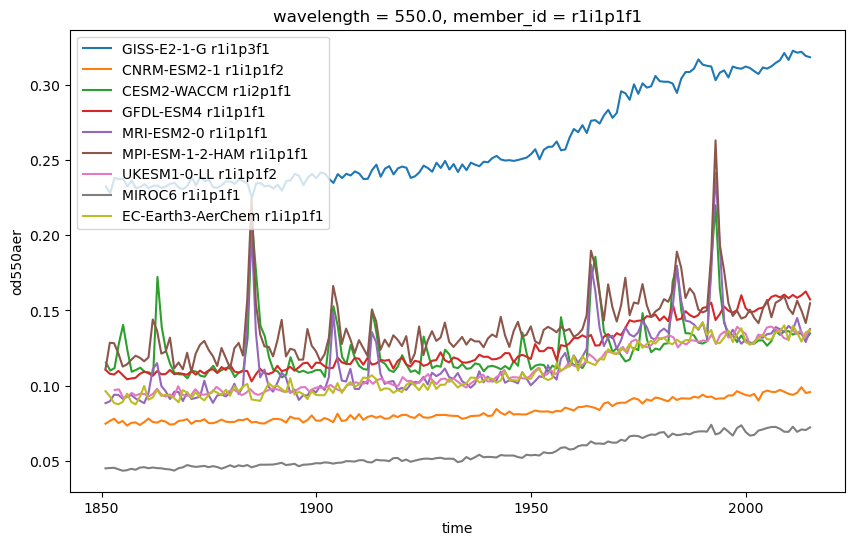 wavelength = 550.0, member_id = r1i1p1f1
GISS-E2-1-G r1i1p3f1
CNRM-ESM2-1 r1i1p1f2
CESM2-WACCM r1i2p1f1
GFDL-ESM4 r1i1p1f1
MRI-ESM2-0 r1i1p1f1
MPI-ESM-1-2-HAM r1i1p1f1
UKESM1-0-LL r1i1p1f2
MIROC6 r1i1p1f1
EC-Earth3-AerChem r1i1p1f1
od550aer
0.30
0.25
0.20
0.15
0.10
0.05
1850
1900
1950
2000
time